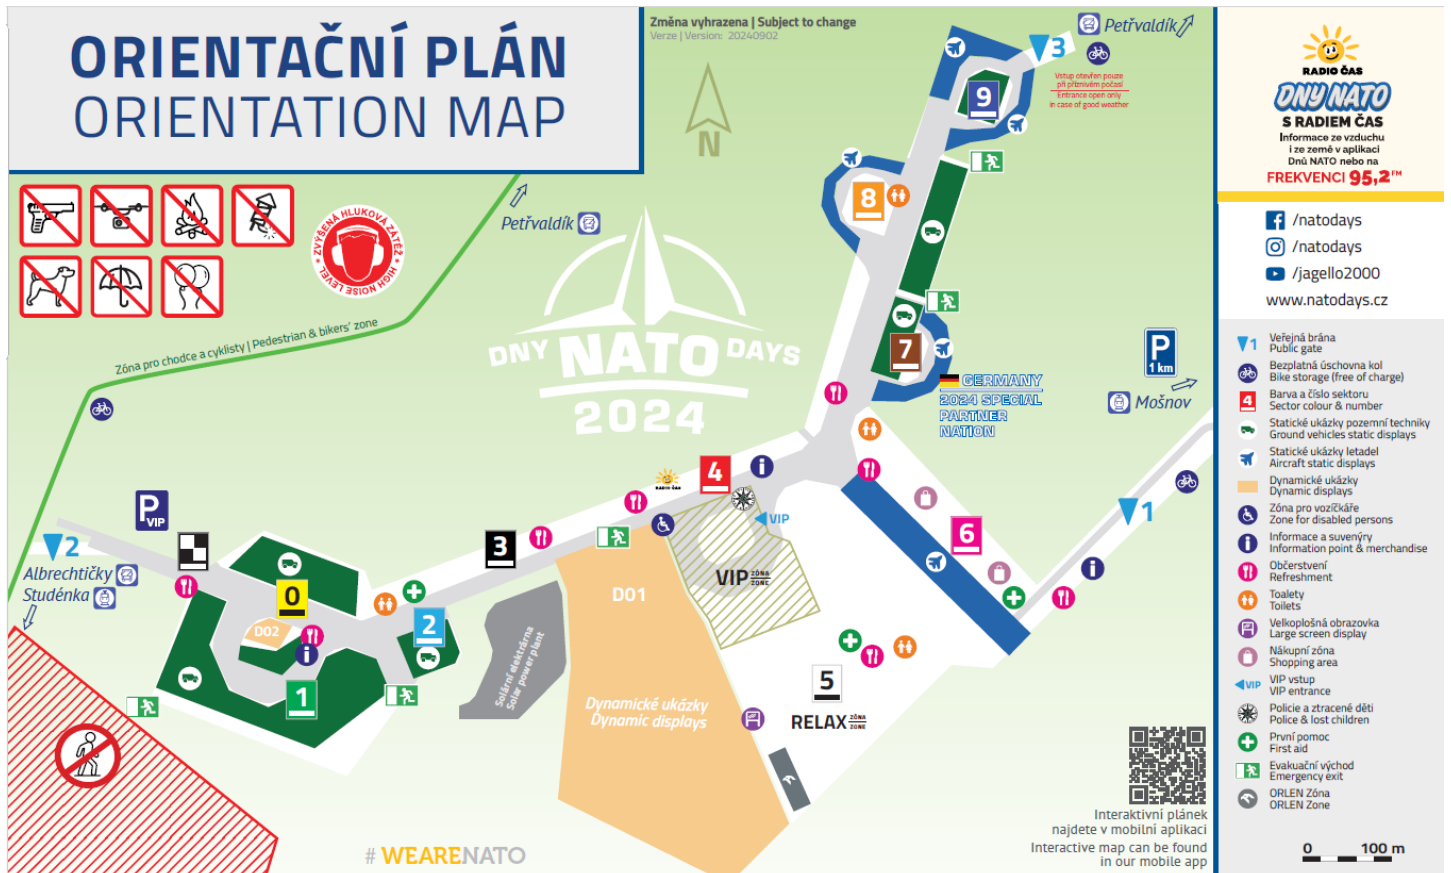 ORIENTAČNÍ PLÁN
ORIENTATION MAP
Změna vyhrazena | Subject to change
Verze | Version: 20240902
N
Petřvaldík
3
Vstup otevřen pouze
při příznivém počasí
Entrance open only
in case of good weather
9
8
7
GERMANY
2024 SPECIAL
PARTNER
NATION
P
1 km
Mošnov
Petřvaldík
ZVÝŠENÁ HLUKOVÁ ZÁTĚŽ
HIGH NOISE LEVEL
Zóna pro chodce a cyklisty | Pedestrian & bikers' zone
DNY NATO DAYS
2024
RADIO ČAS
4
VIP
1
6
P
VIP
2
Albrechtičky
Studénka
3
0
D02
2
1
D01
VIP ZÓNA
ZONE
Solární elektrárna
Solar power plant
Dynamické ukázky
Dynamic displays
5
RELAX ZÓNA
ZONE
Interaktivní plánek
najdete v mobilní aplikaci
Interactive map can be found
in our mobile app
# WEARENATO
RADIO ČAS
DNY NATO
S RADIEM ČAS
Informace ze vzduchu
i ze země v aplikaci
Dnů NATO nebo na
FREKVENCI 95,2 FM
/natodays
/natodays
/jagello2000
www.natodays.cz
1 Veřejná brána
Public gate
Bezplatná úschovna kol
Bike storage (free of charge)
4 Barva a číslo sektoru
Sector colour & number
Statické ukázky pozemní techniky
Ground vehicles static displays
Statické ukázky letadel
Aircraft static displays
Dynamické ukázky
Dynamic displays
Zóna pro vozíčkáře
Zone for disabled persons
Informace a suvenýry
Information point & merchandise
Občerstvení
Refreshment
Toalety
Toilets
Velkoplošná obrazovka
Large screen display
Nákupní zóna
Shopping area
VIP VIP vstup
VIP entrance
Policie a ztracené děti
Police & lost children
První pomoc
First aid
Evakuační východ
Emergency exit
ORLEN Zóna
ORLEN Zone
0 100 m